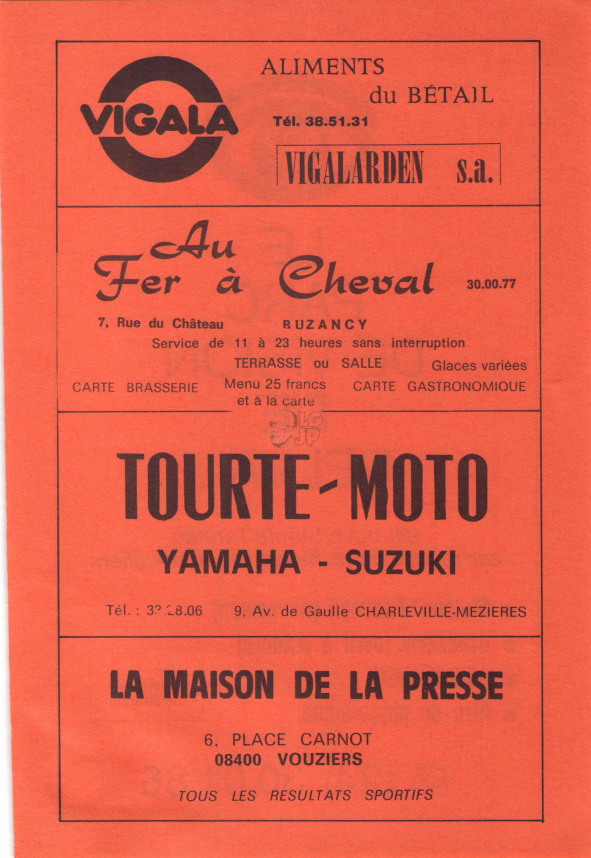 VIGALA
ALIMENTS
du BÉTAIL
Tél. 38.51.31
VIGALARDEN s.a.
Au
Fer à Cheval 30.00.77
7, Rue du Château BUZANCY
Service de 11 à 23 heures sans interruption
TERRASSE ou SALLE Glaces variées
CARTE BRASSERIE Menu 25 francs CARTE GASTRONOMIQUE
et à la carte
JP
TOURTE-MOTO
YAMAHA - SUZUKI
Tél. : 9, Av. de Gaulle CHARLEVILLE-MEZIERES
LA MAISON DE LA PRESSE
6, PLACE CARNOT
08400 VOUZIERS
TOUS LES RESULTATS SPORTIFS